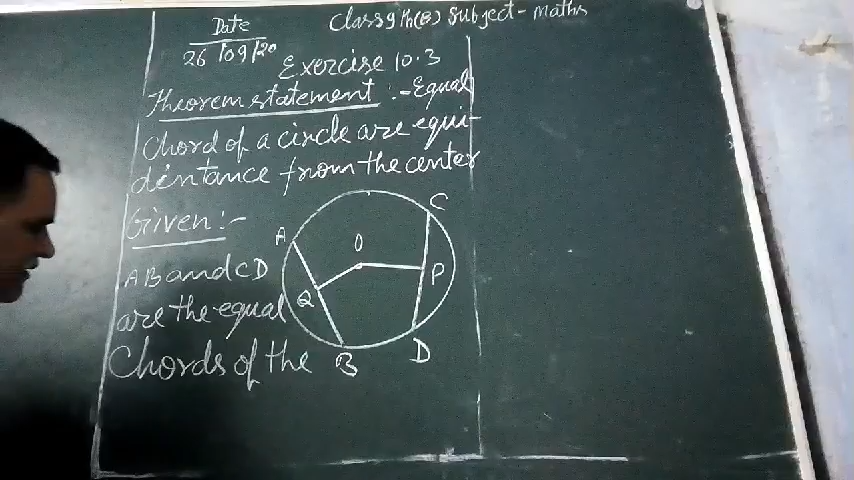 Date Class 9th(B) Subject - maths
26/09/20
Exercise 10.3
Theorem statement :- Equal
Chord of a circle are equi-
dintance from the center
Given :-
AB and CD
are the equal
Chords of the
A
C
O
Q
P
B
D